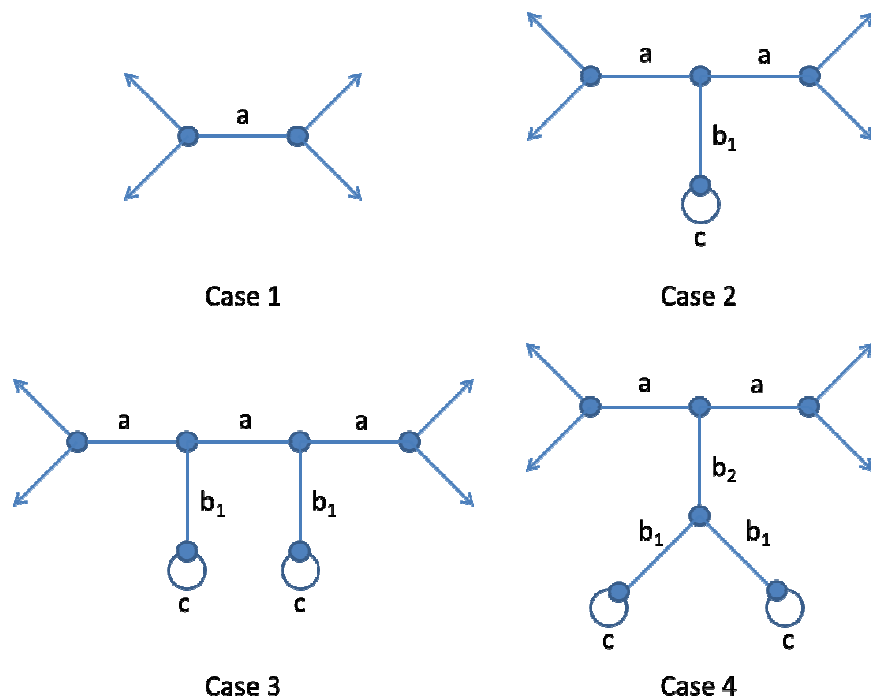 a
Case 1
a a
b1
c
Case 2
a a a
b1 b1
c c
Case 3
a a
b2
b1 b1
c c
Case 4